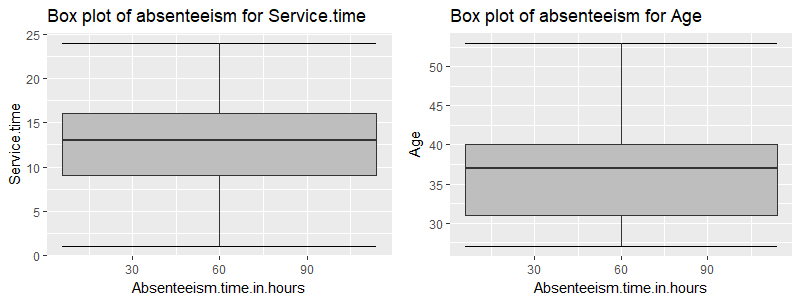 Box plot of absenteeism for Service.time
25
20
15
10
5
0
Service.time
30 60 90
Absenteeism.time.in.hours
Box plot of absenteeism for Age
50
45
40
35
30
Age
30 60 90
Absenteeism.time.in.hours